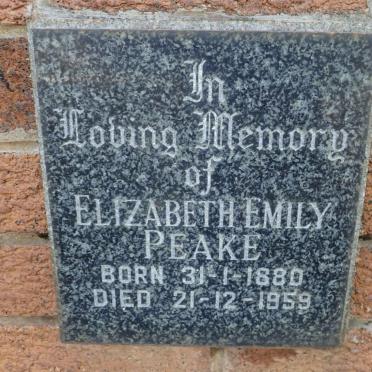 In
Loving Memory
of
ELIZABETH EMILY
PEAKE
BORN 31-1-1880
DIED 21-12-1959